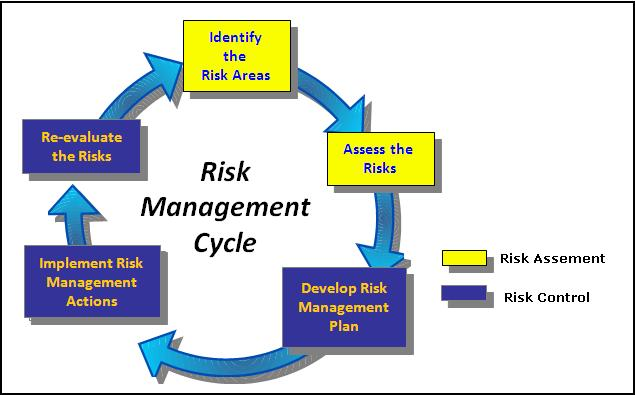 Identify
the
Risk Areas
Assess the
Risks
Develop Risk
Management
Plan
Implement Risk
Management
Actions
Re-evaluate
the Risks
Risk
Management
Cycle
Risk Assement
Risk Control